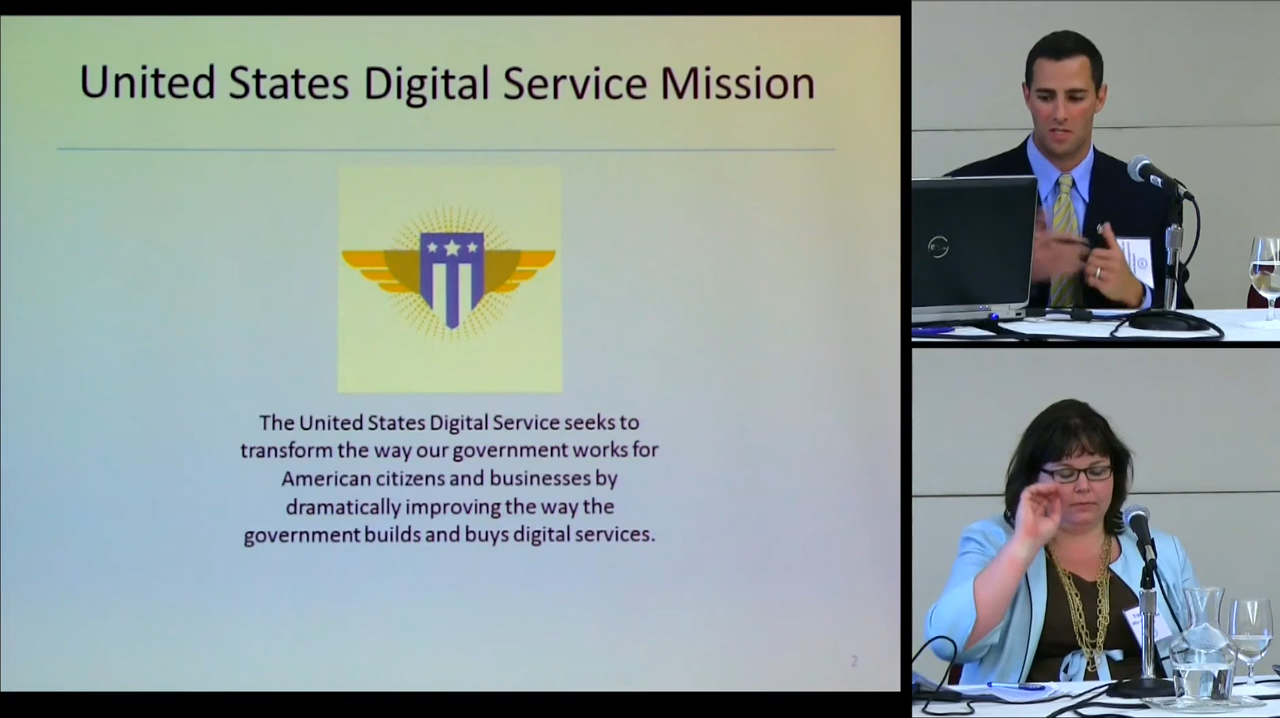 United States Digital Service Mission
The United States Digital Service seeks to
transform the way our government works for
American citizens and businesses by
dramatically improving the way the
government builds and buys digital services.
2